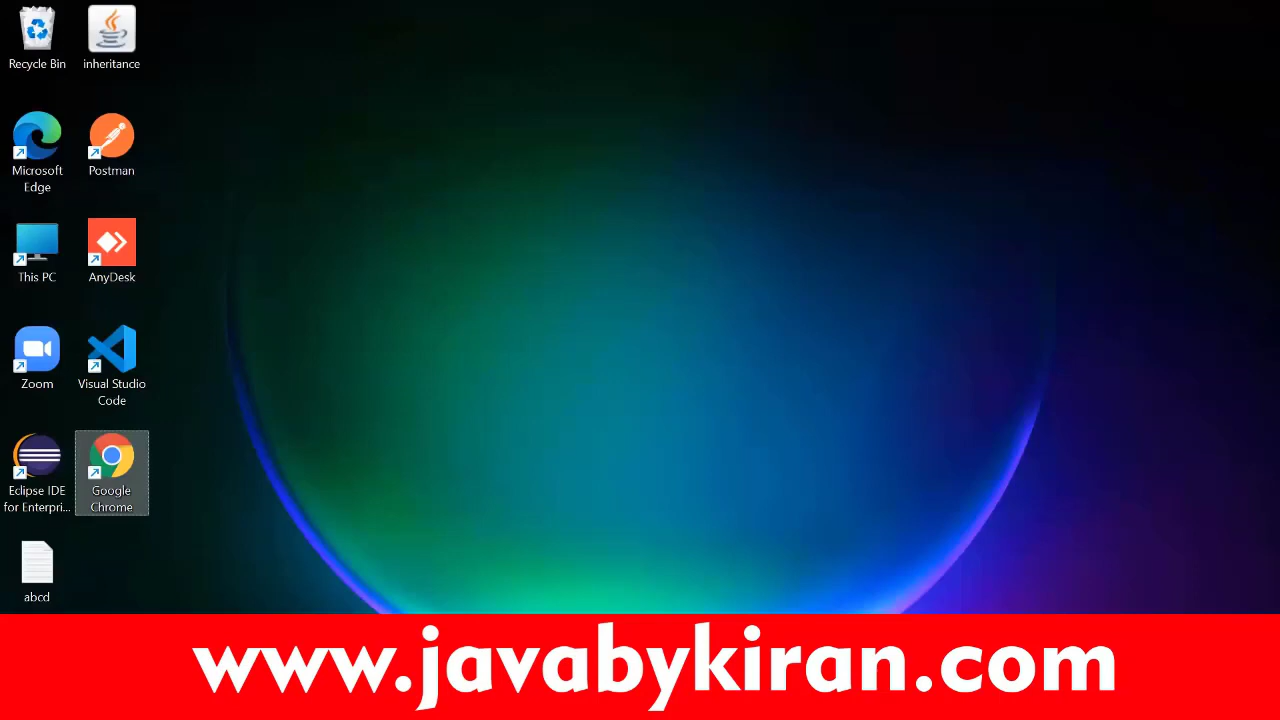 Recycle Bin
inheritance
Microsoft
Edge
Postman
This PC
AnyDesk
Zoom
Visual Studio
Code
Eclipse IDE
for Enterpri...
Google
Chrome
abcd
www.javabykiran.com